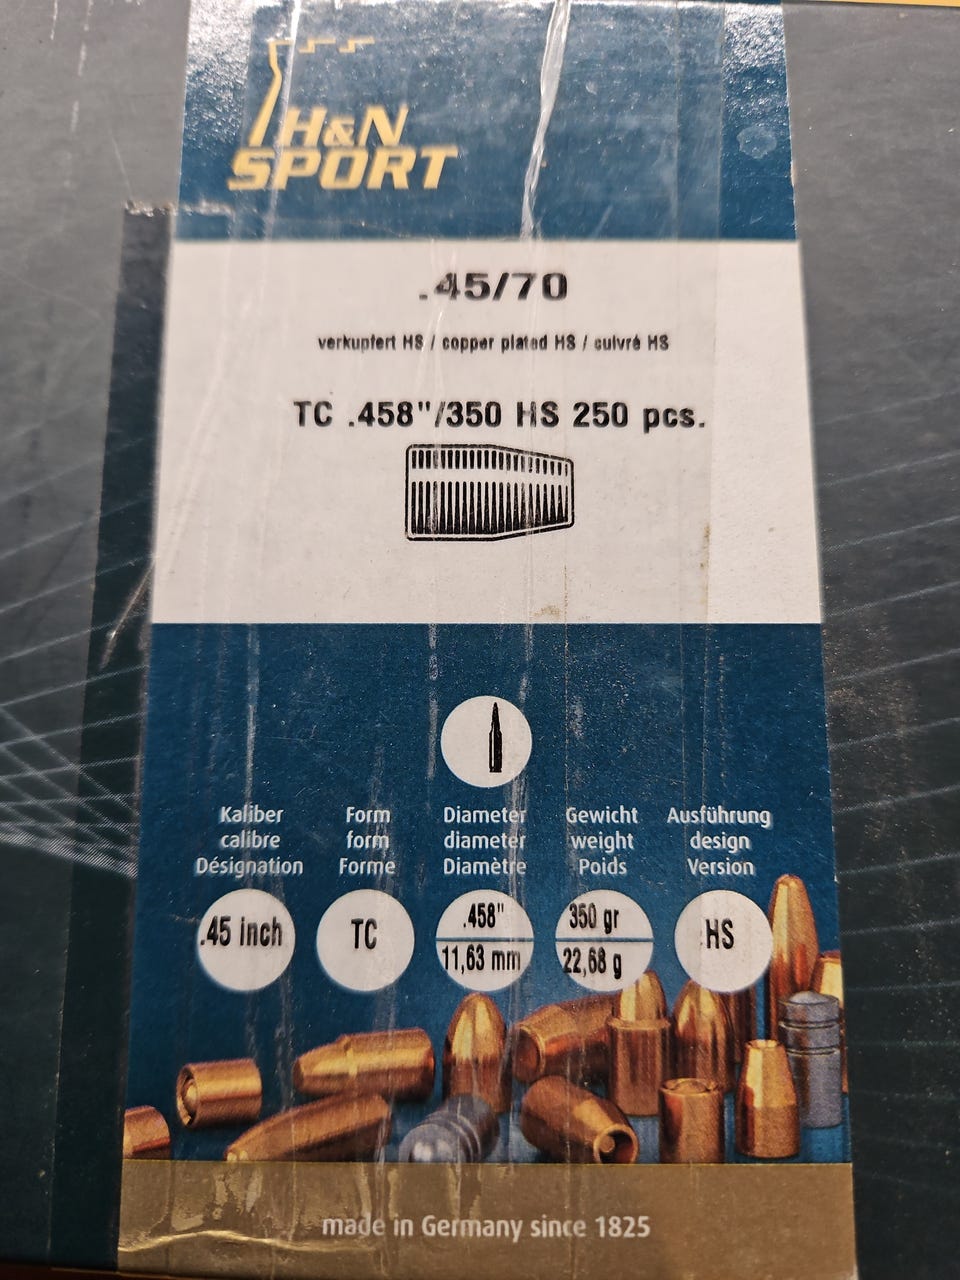 H&N
SPORT
.45/70
verkupfert HS / copper plated HS / cuivré HS
TC .458"/350 HS 250 pcs.
Kaliber
calibre
Désignation
Form
form
Forme
Diameter
diameter
Diamètre
Gewicht
weight
Poids
Ausführung
design
Version
.45 inch
TC
.458"
11,63 mm
350 gr
22,68 g
HS
made in Germany since 1825